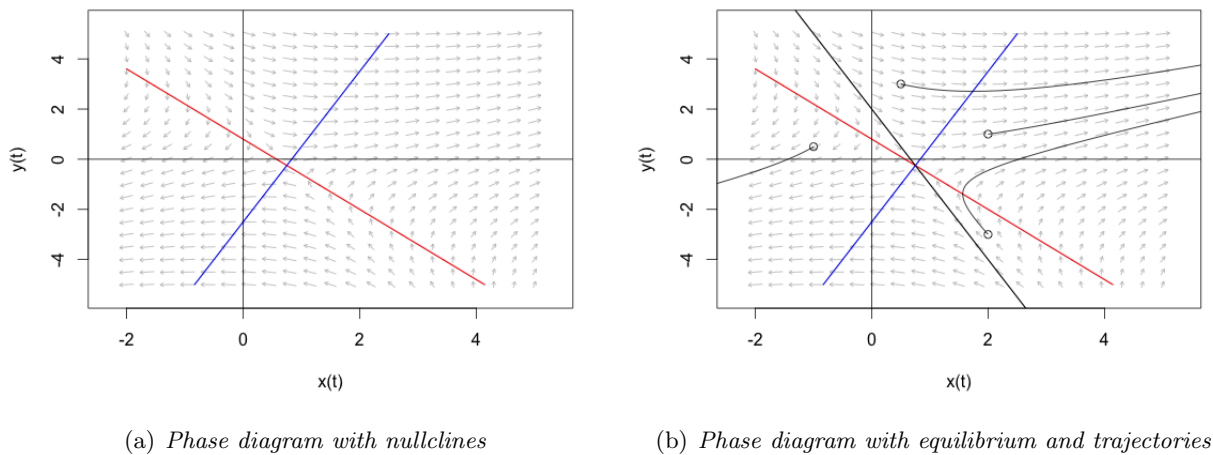 4
2
0
-2
-4
y(t)
-2 0 2 4
x(t)
(a) Phase diagram with nullclines
4
2
0
-2
-4
y(t)
-2 0 2 4
x(t)
(b) Phase diagram with equilibrium and trajectories